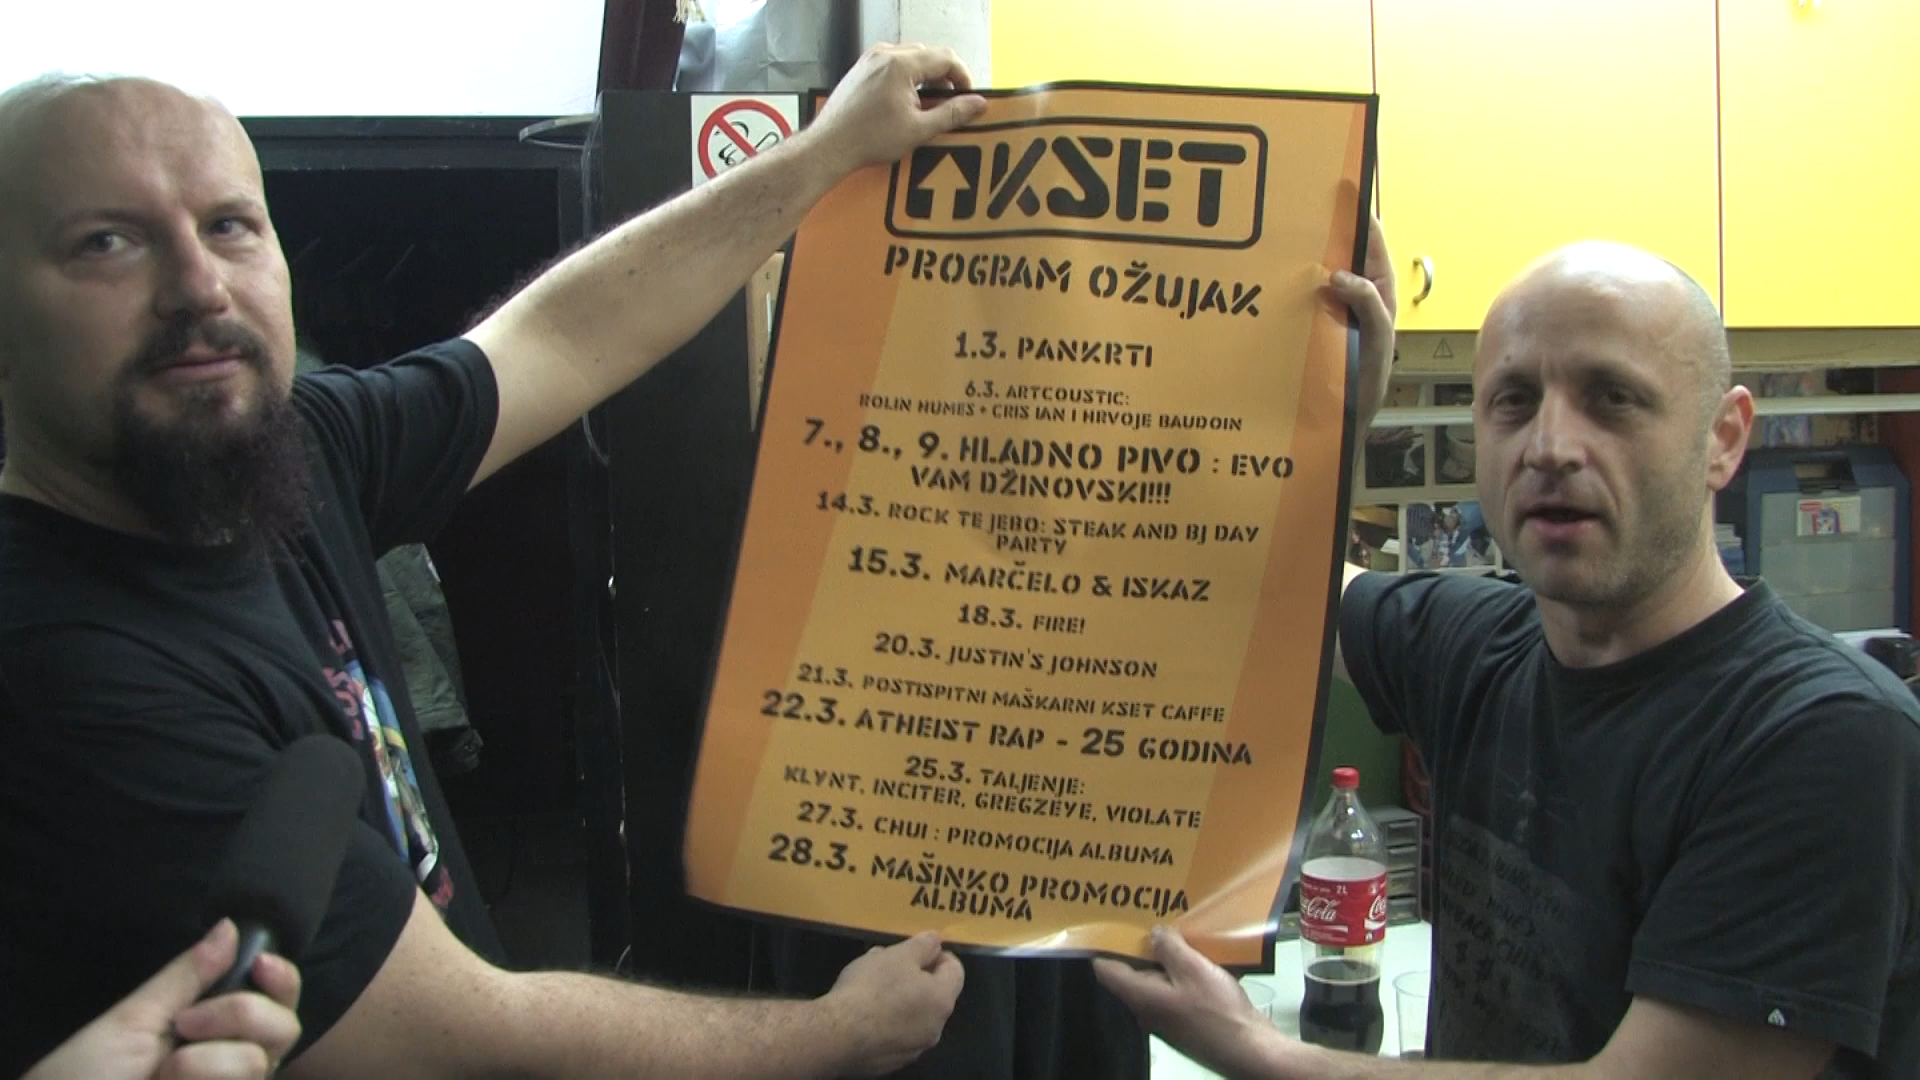 KSET
PROGRAM OŽUJAK
1.3. PANKRTI
6.3. ARTCOUSTIC:
ROLIN HUMES + CRIS IAN I HRVOJE BAUDOIN
7., 8., 9. HLADNO PIVO : EVO
VAM DŽINOVSKI!!!
14.3. ROCK TE JEBO: STEAK AND BJ DAY
PARTY
15.3. MARČELO & ISKAZ
18.3. FIRE!
20.3. JUSTIN'S JOHNSON
21.3. POSTISPITNI MAŠKARNI KSET CAFFE
22.3. ATHEIST RAP - 25 GODINA
25.3. TALJENJE:
KLYNT, INCITER, GREGZEYE, VIOLATE
27.3. CHUI : PROMOCIJA ALBUMA
28.3. MAŠINKO PROMOCIJA
ALBUMA
2L
Coca-Cola